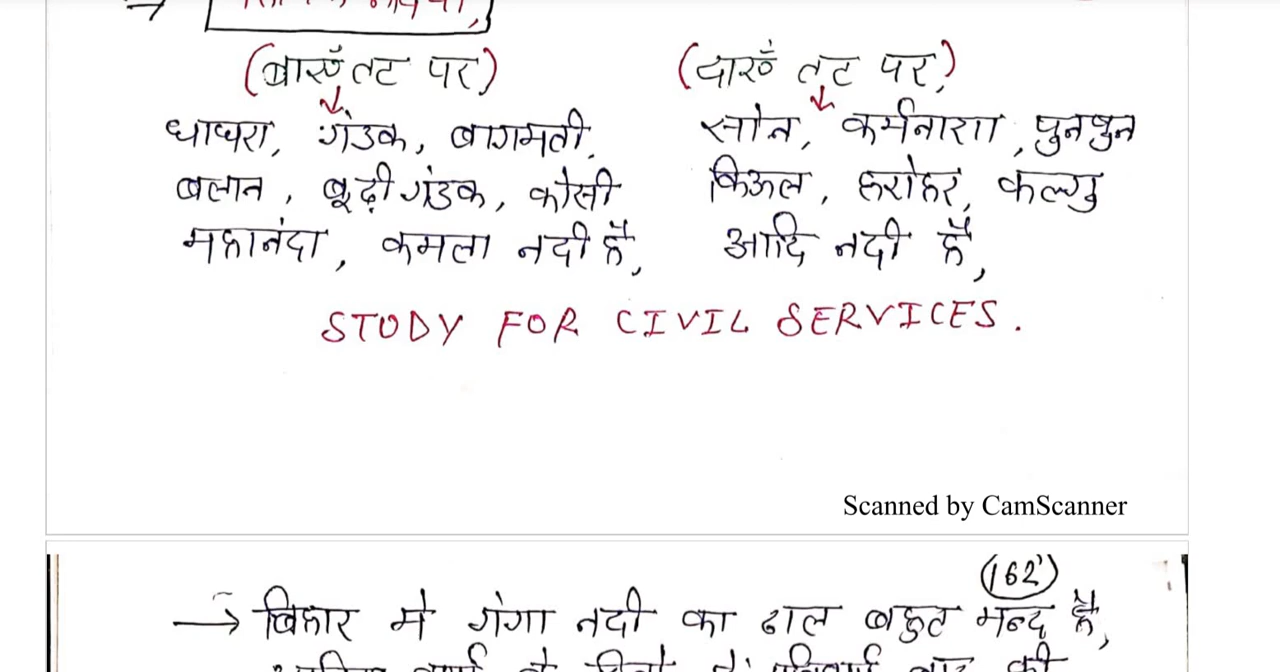 (बाएँ तट पर) (दाएँ तट पर)
घाघरा, गंडक, बागमती, सोन, कर्मनाशा, पुनपुन
बलान, बूढ़ी गंडक, कोसी किऊल, हरोहर, फल्गु
महानंदा, कमला नदी है, आदि नदी है,
STUDY FOR CIVIL SERVICES.
Scanned by CamScanner
(162)
→ बिहार में गंगा नदी का ढाल बहुत मन्द है,